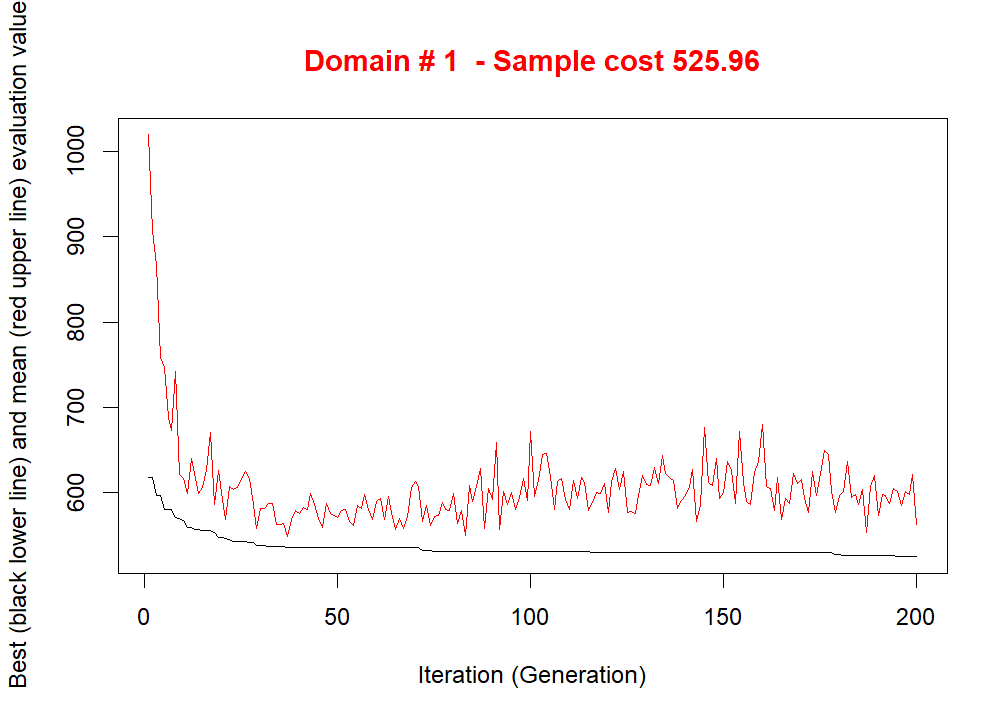 Domain # 1  - Sample cost 525.96
Best (black lower line) and mean (red upper line) evaluation value
1000
900
800
700
600
0 50 100 150 200
Iteration (Generation)